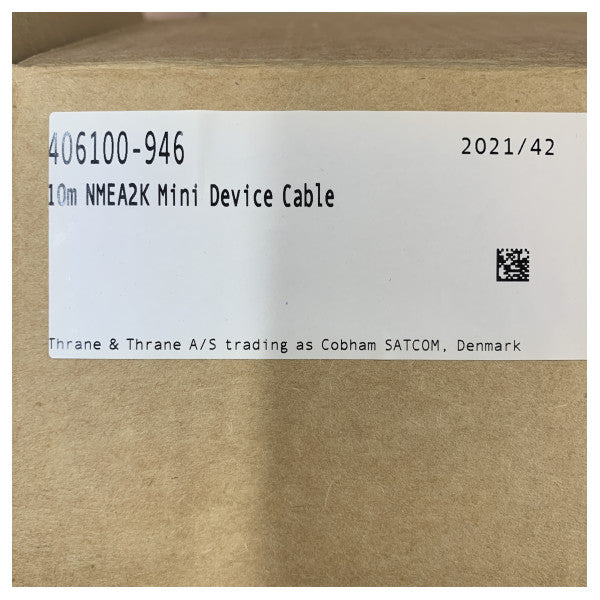 406100-946
2021/42
10m NMEA2K Mini Device Cable
Thrane & Thrane A/S trading as Cobham SATCOM, Denmark